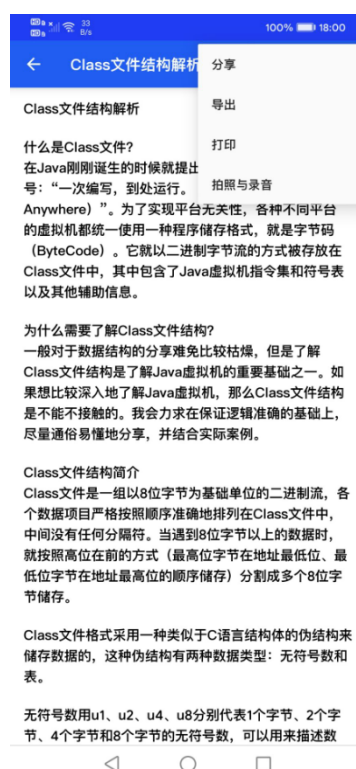 33
B/s
100%
18:00
Class文件结构解析
分享
导出
打印
拍照与录音
Class文件结构解析
什么是Class文件?
在Java刚刚诞生的时候就提出
号：“一次编写，到处运行。
Anywhere）”。为了实现平台无关性，各种不同平台
的虚拟机都统一使用一种程序储存格式，就是字节码
（ByteCode）。它就以二进制字节流的方式被存放在
Class文件中，其中包含了Java虚拟机指令集和符号表
以及其他辅助信息。
为什么需要了解Class文件结构?
一般对于数据结构的分享难免比较枯燥，但是了解
Class文件结构是了解Java虚拟机的重要基础之一。如
果想比较深入地了解Java虚拟机，那么Class文件结构
是不能不接触的。我会力求在保证逻辑准确的基础上，
尽量通俗易懂地分享，并结合实际案例。
Class文件结构简介
Class文件是一组以8位字节为基础单位的二进制流，各
个数据项目严格按照顺序准确地排列在Class文件中，
中间没有任何分隔符。当遇到8位字节以上的数据时，
就按照高位在前的方式（最高位字节在地址最低位、最
低位字节在地址最高位的顺序储存）分割成多个8位字
节储存。
Class文件格式采用一种类似于C语言结构体的伪结构来
储存数据的，这种伪结构有两种数据类型：无符号数和
表。
无符号数用u1、u2、u4、u8分别代表1个字节、2个字
节、4个字节和8个字节的无符号数，可以用来描述数